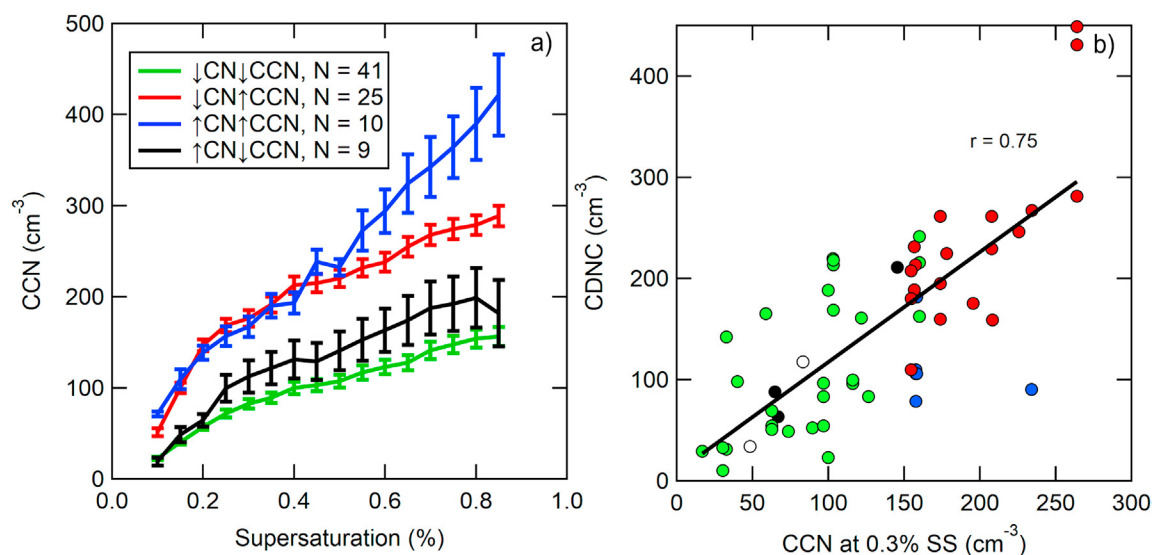 a)
↓CN↓CCN, N = 41
↓CN↑CCN, N = 25
↑CN↑CCN, N = 10
↑CN↓CCN, N = 9
CCN (cm⁻³)
500
400
300
200
100
0
0.0 0.2 0.4 0.6 0.8 1.0
Supersaturation (%)
b)
r = 0.75
CDNC (cm⁻³)
400
300
200
100
0
0 50 100 150 200 250 300
CCN at 0.3% SS (cm⁻³)